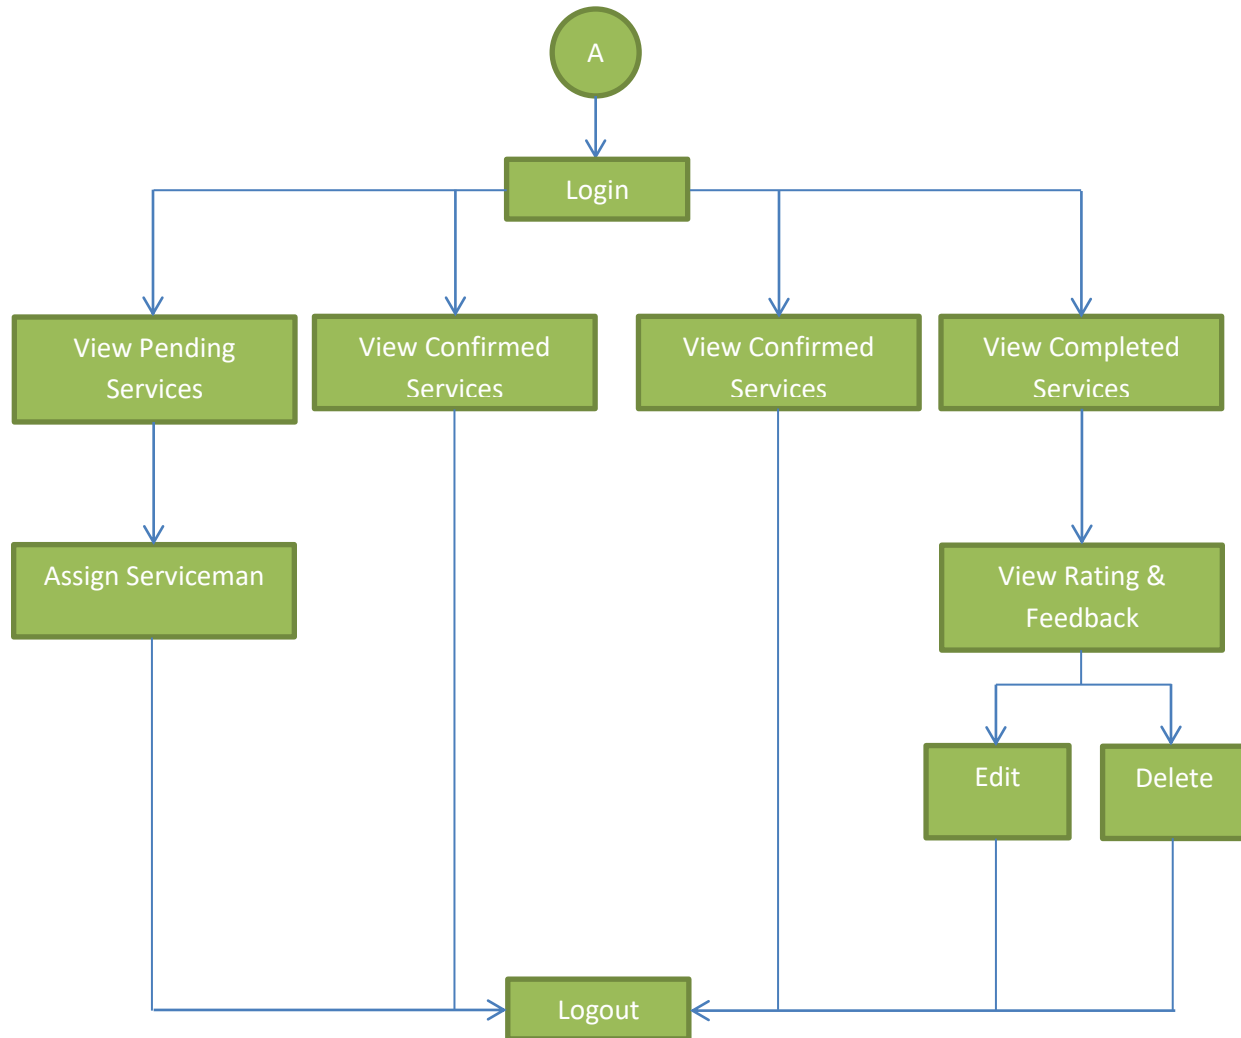 A
Login
View Pending
Services
View Confirmed
Services
View Confirmed
Services
View Completed
Services
Assign Serviceman
View Rating &
Feedback
Edit
Delete
Logout